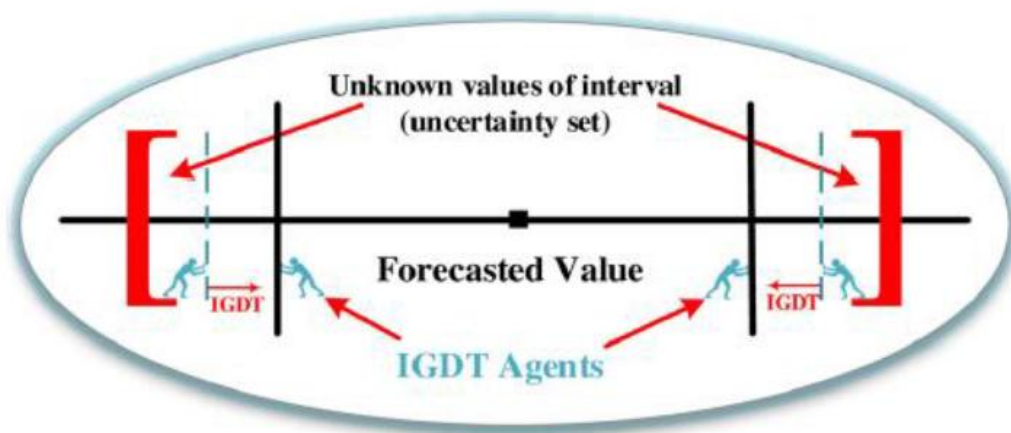 Unknown values of interval
(uncertainty set)
Forecasted Value
IGDT
IGDT
IGDT Agents